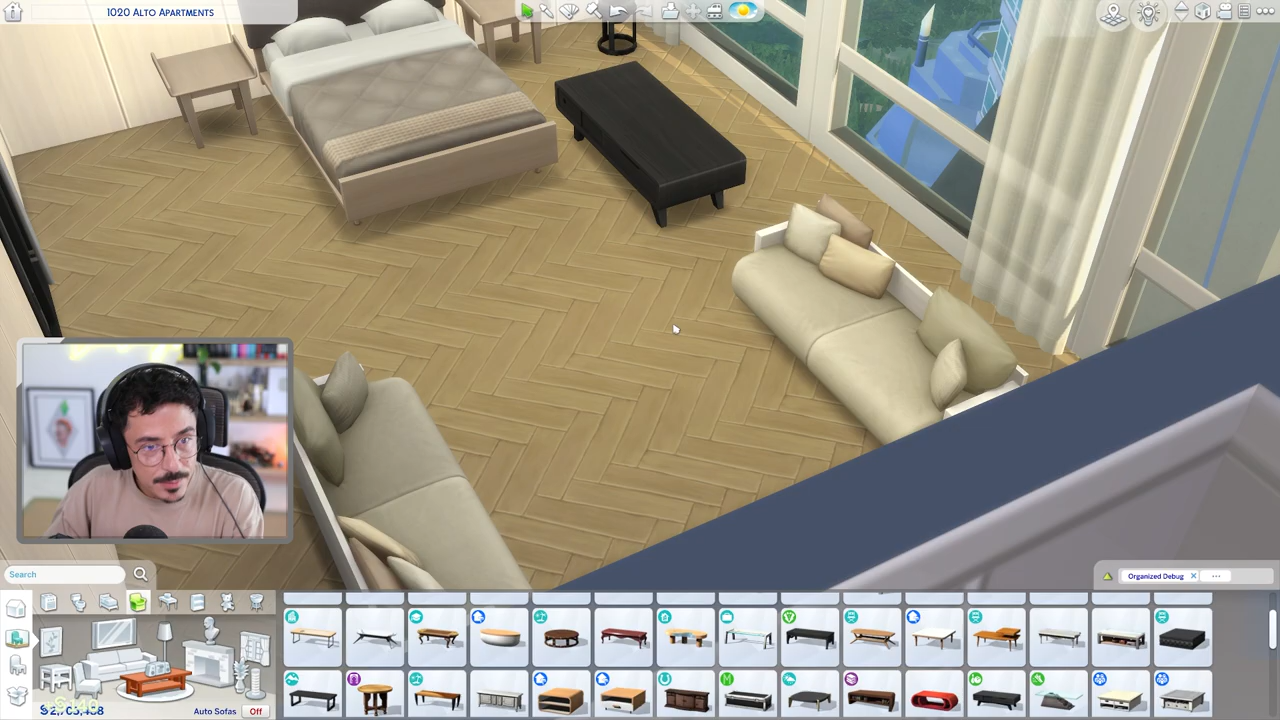 1020 Alto Apartments
Search
Organized Debug
Auto Sofas
Off